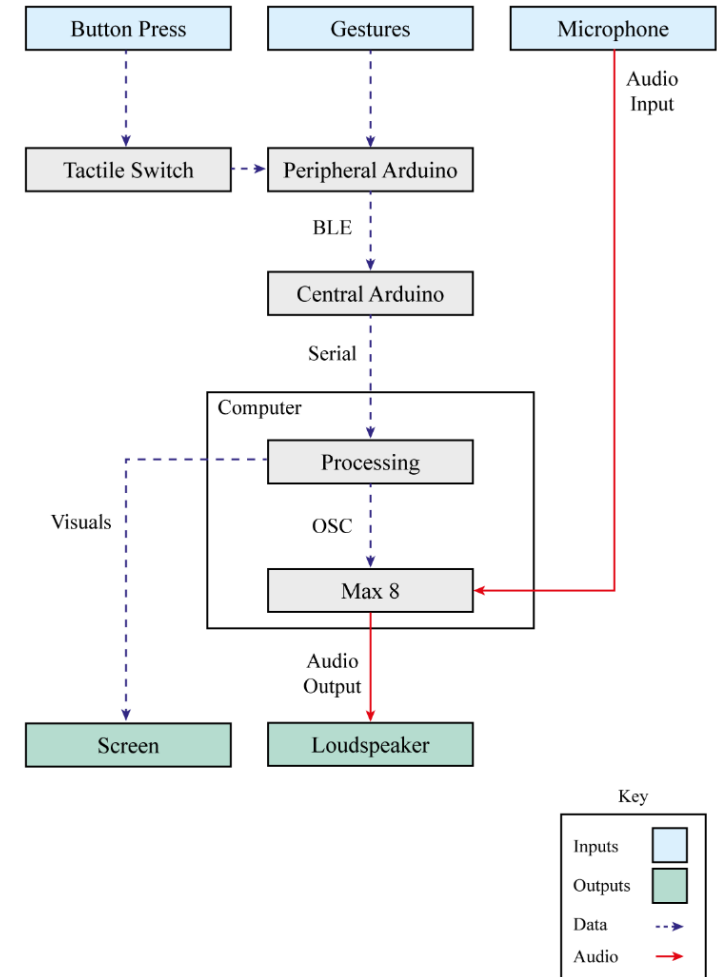 Button Press
Gestures
Microphone
Audio
Input
Tactile Switch
Peripheral Arduino
BLE
Central Arduino
Serial
Computer
Processing
Visuals
OSC
Max 8
Audio
Output
Screen
Loudspeaker
Key
Inputs
Outputs
Data
Audio